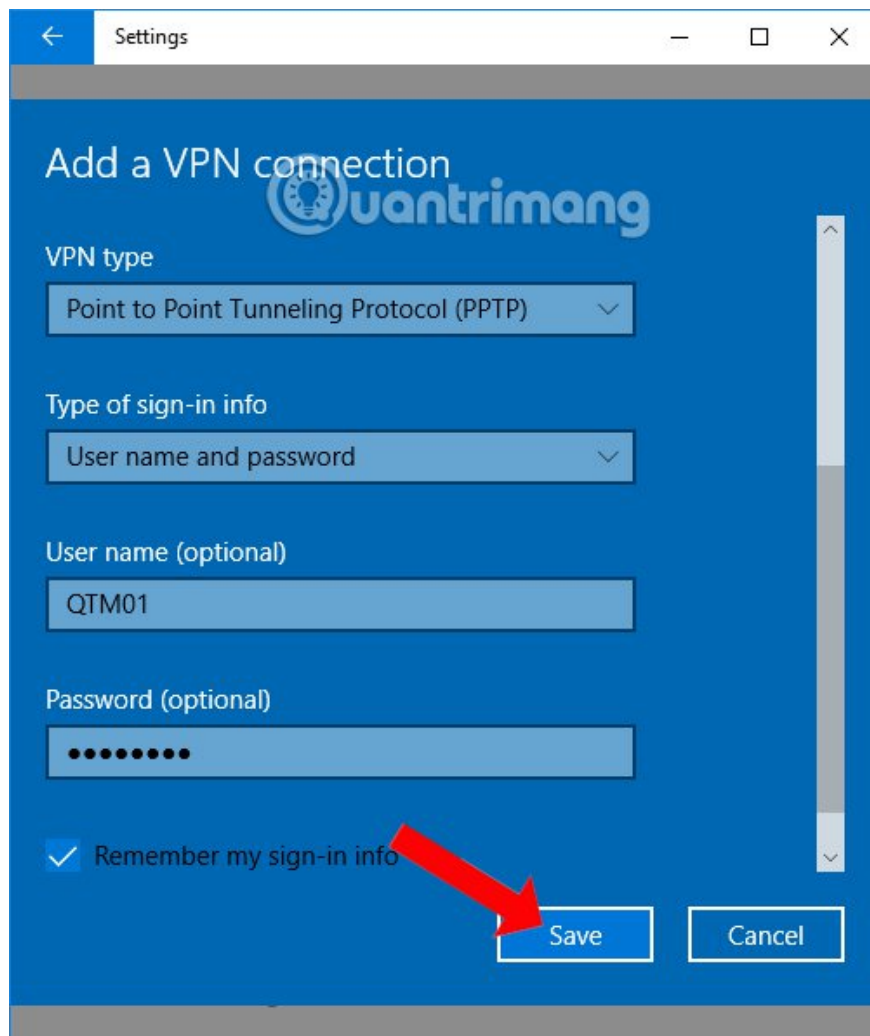 Settings
Add a VPN connection
Quantrimang
VPN type
Point to Point Tunneling Protocol (PPTP)
Type of sign-in info
User name and password
User name (optional)
QTM01
Password (optional)
••••••••
Remember my sign-in info
Save
Cancel